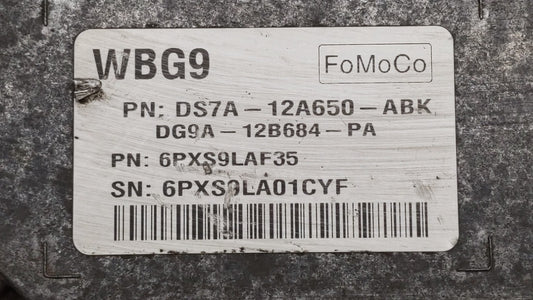 WBG9 FoMoCo
PN: DS7A-12A650-ABK
DG9A-12B684-PA
PN: 6PXS9LAF35
SN: 6PXS9LA01CYF